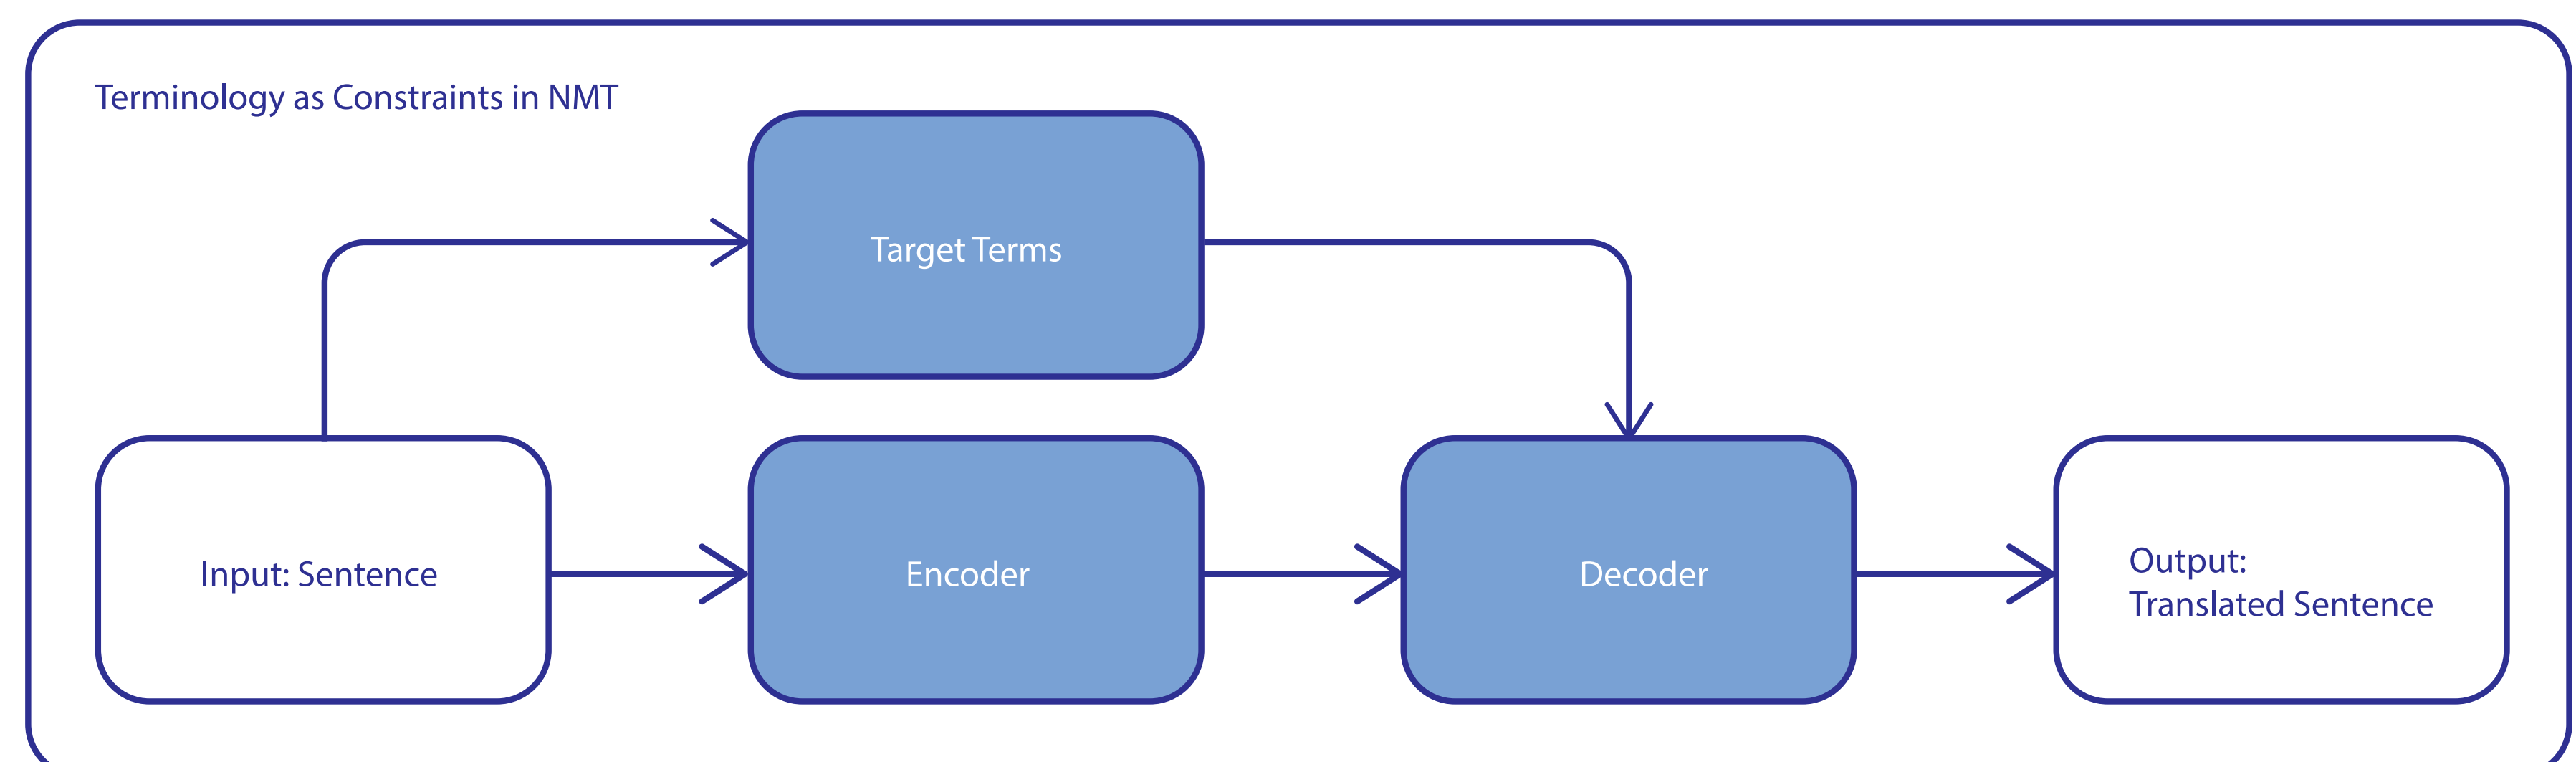 Terminology as Constraints in NMT
Target Terms
Input: Sentence
Encoder
Decoder
Output:
Translated Sentence